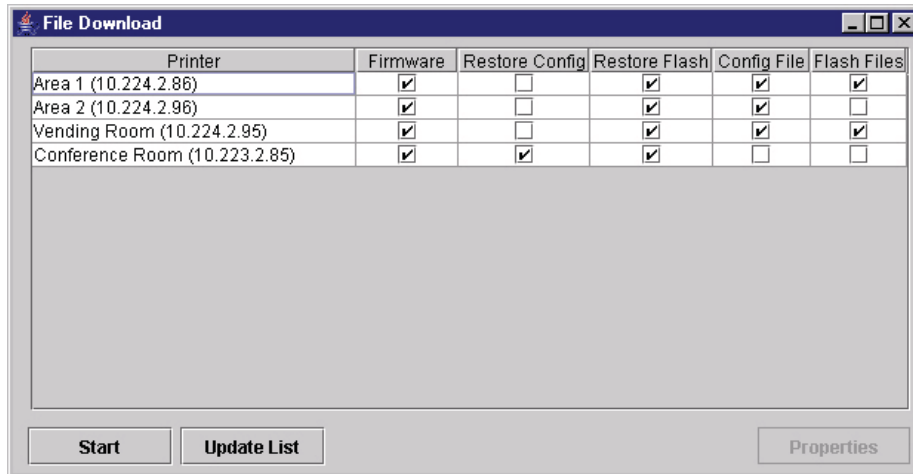 File Download
Printer Firmware Restore Config Restore Flash Config File Flash Files
Area 1 (10.224.2.86)
Area 2 (10.224.2.96)
Vending Room (10.224.2.95)
Conference Room (10.223.2.85)
Start Update List Properties